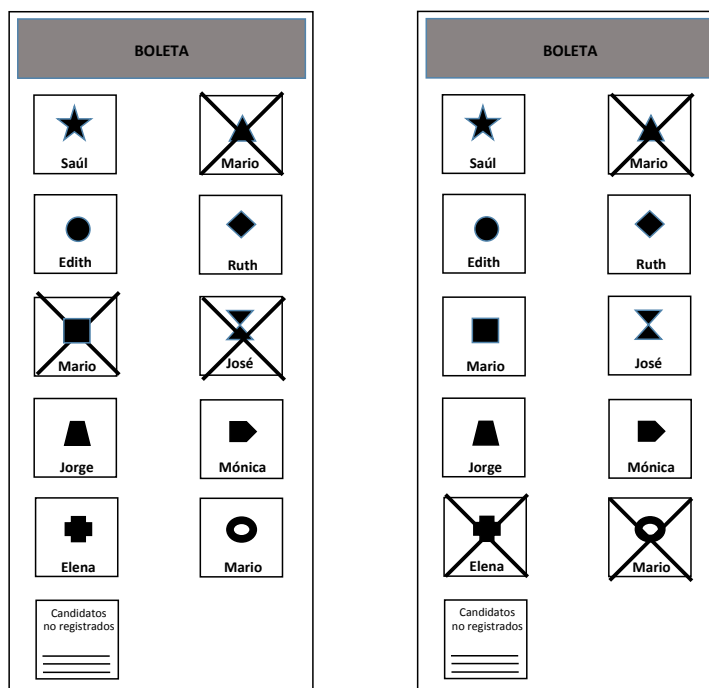 BOLETA
Saúl
Mario
Edith
Ruth
Mario
José
Jorge
Mónica
Elena
Mario
Candidatos
no registrados
BOLETA
Saúl
Mario
Edith
Ruth
Mario
José
Jorge
Mónica
Elena
Mario
Candidatos
no registrados